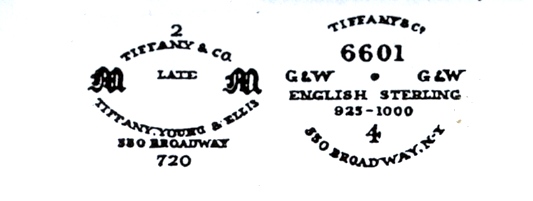 2
TIFFANY & CO.
M LATE M
TIFFANY, YOUNG & ELLIS
550 BROADWAY
720
TIFFANY & Co
6601
G&W • G&W
ENGLISH STERLING
925-1000
4
550 BROADWAY, N-Y